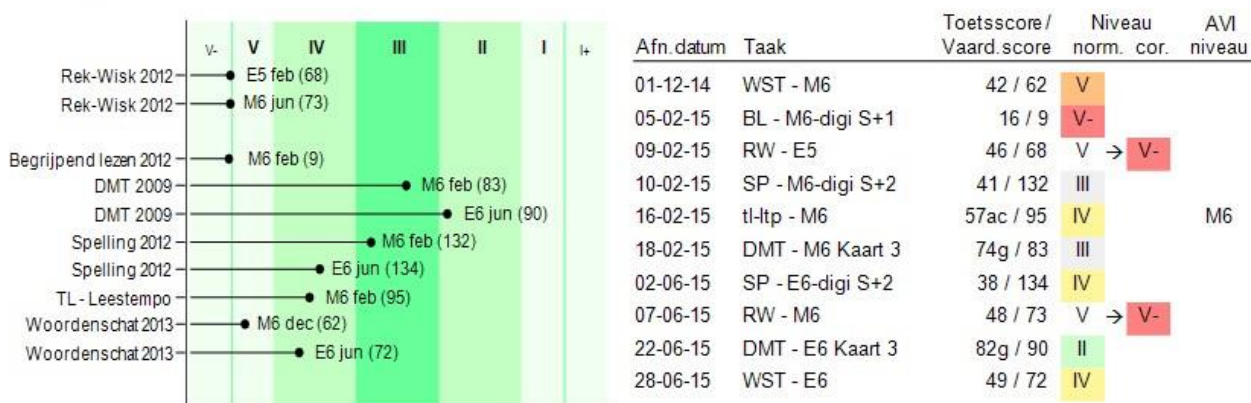 V- V IV III II I I+
Rek-Wisk 2012 E5 feb (68)
Rek-Wisk 2012 M6 jun (73)
Begrijpend lezen 2012 M6 feb (9)
DMT 2009 M6 feb (83)
DMT 2009 E6 jun (90)
Spelling 2012 M6 feb (132)
Spelling 2012 E6 jun (134)
TL - Leestempo M6 feb (95)
Woordenschat 2013 M6 dec (62)
Woordenschat 2013 E6 jun (72)
Toetsscore / Niveau AVI
Afn.datum Taak Vaard.score norm. cor. niveau
01-12-14 WST - M6 42 / 62 V
05-02-15 BL - M6-digi S+1 16 / 9 V-
09-02-15 RW - E5 46 / 68 V → V-
10-02-15 SP - M6-digi S+2 41 / 132 III
16-02-15 tl-ltp - M6 57ac / 95 IV M6
18-02-15 DMT - M6 Kaart 3 74g / 83 III
02-06-15 SP - E6-digi S+2 38 / 134 IV
07-06-15 RW - M6 48 / 73 V → V-
22-06-15 DMT - E6 Kaart 3 82g / 90 II
28-06-15 WST - E6 49 / 72 IV